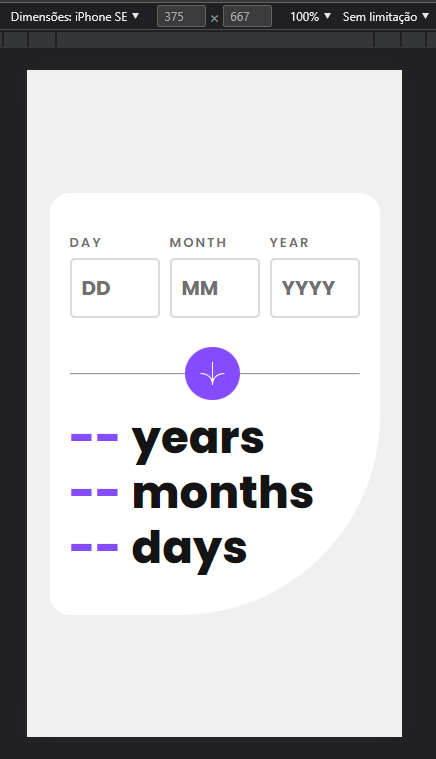 Dimensões: iPhone SE ▼ 375 × 667 100% ▼ Sem limitação ▼
DAY MONTH YEAR
DD MM YYYY
-- years
-- months
-- days